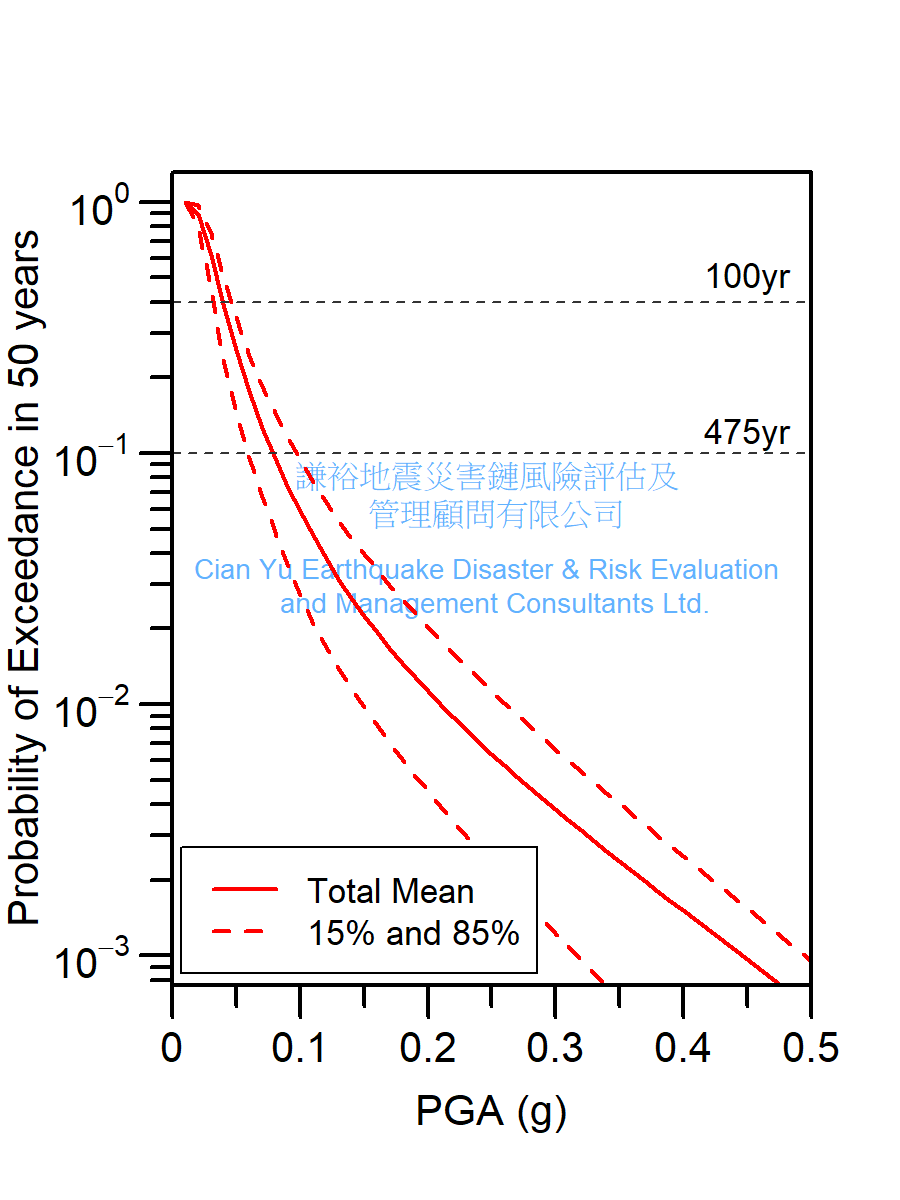 Probability of Exceedance in 50 years
10⁰
10⁻¹
10⁻²
10⁻³
100yr
475yr
謙裕地震災害鏈風險評估及
管理顧問有限公司
Cian Yu Earthquake Disaster & Risk Evaluation
and Management Consultants Ltd.
Total Mean
15% and 85%
0 0.1 0.2 0.3 0.4 0.5
PGA (g)